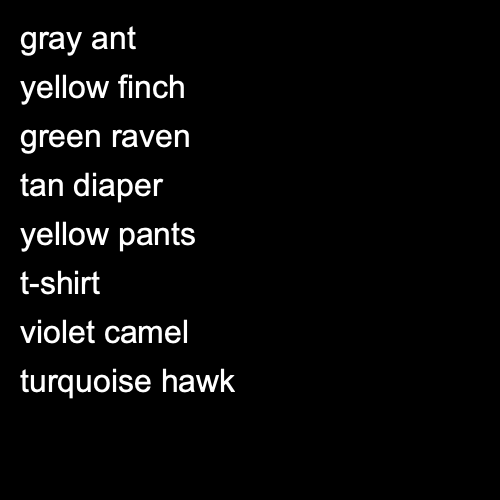 gray ant
yellow finch
green raven
tan diaper
yellow pants
t-shirt
violet camel
turquoise hawk